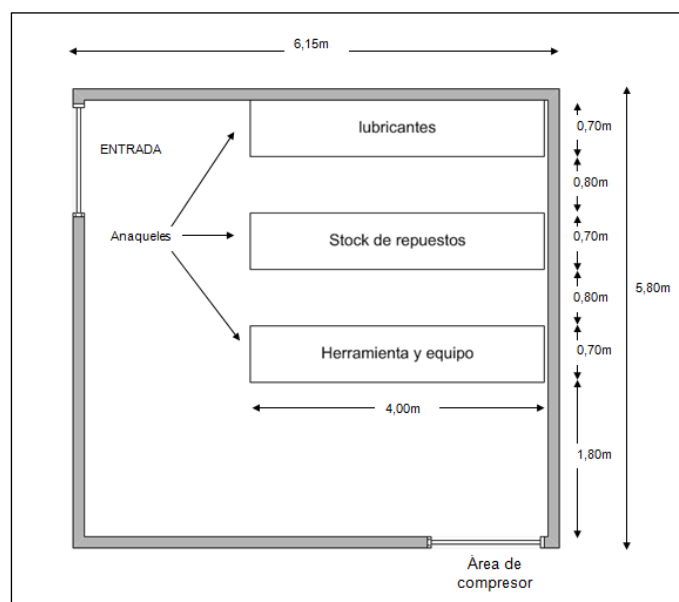 6,15m
lubricantes
0,70m
ENTRADA
0,80m
Anaqueles
Stock de repuestos
0,70m
0,80m
5,80m
Herramienta y equipo
0,70m
4,00m
1,80m
Área de
compresor